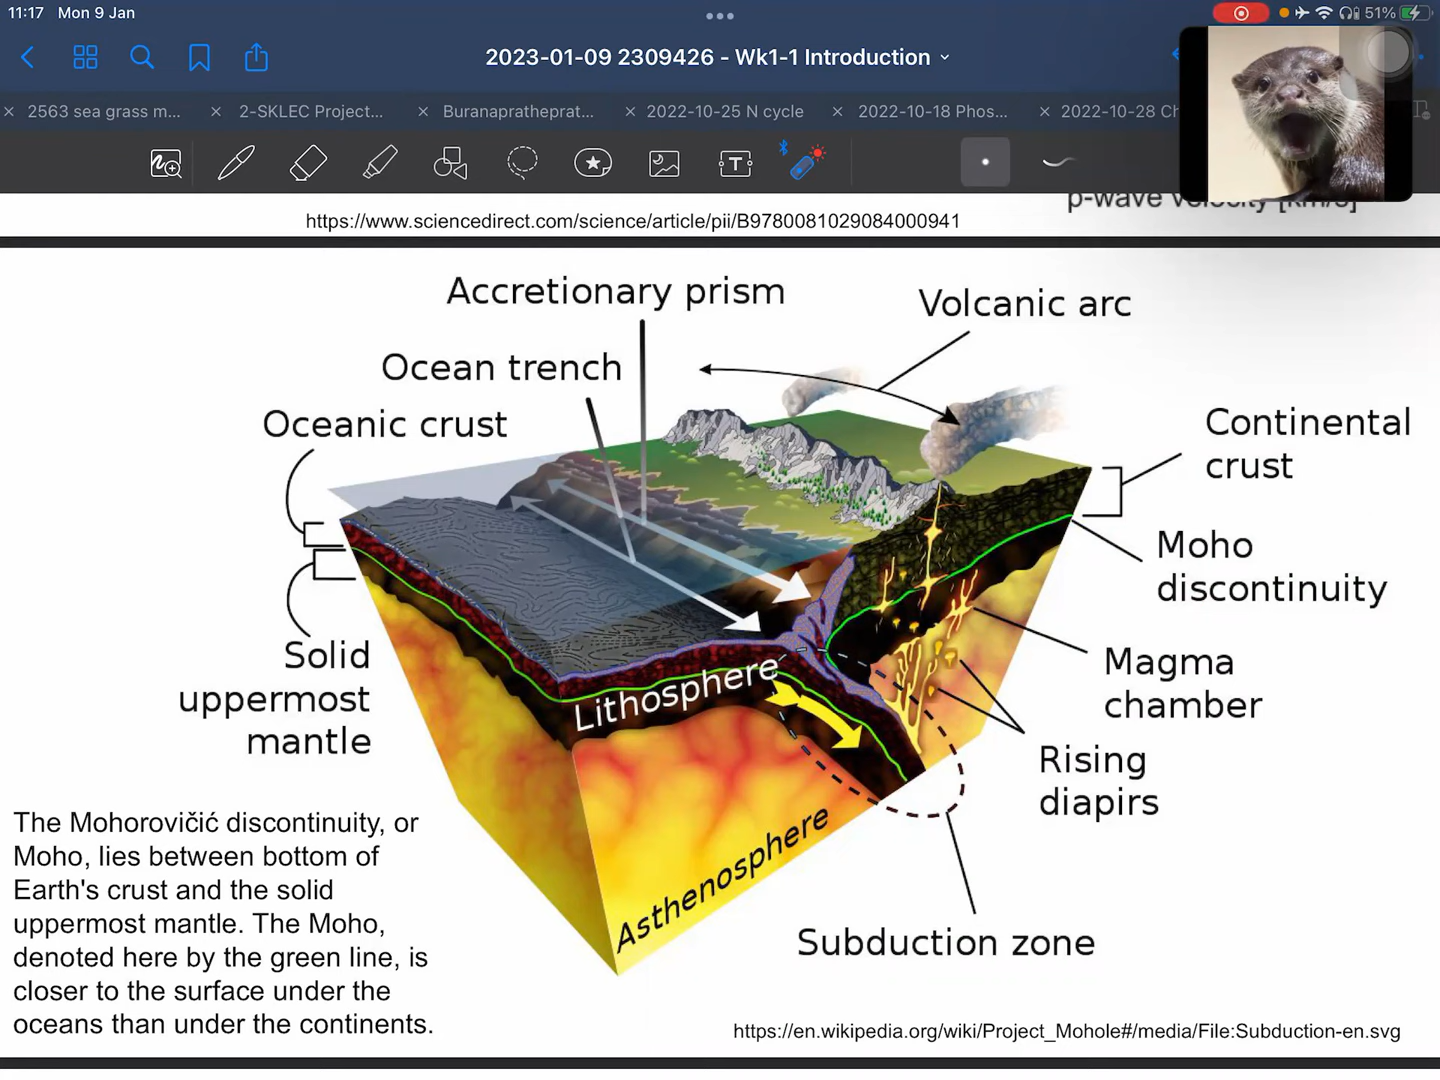 11:17 Mon 9 Jan
51%
2023-01-09 2309426 - Wk1-1 Introduction
2563 sea grass m...
2-SKLEC Project...
Buranapratheprat...
2022-10-25 N cycle
2022-10-18 Phos...
2022-10-28 Ch
p-wave velocity [km/s]
https://www.sciencedirect.com/science/article/pii/B9780081029084000941
Accretionary prism
Volcanic arc
Ocean trench
Oceanic crust
Continental
crust
Moho
discontinuity
Solid
uppermost
mantle
Lithosphere
Magma
chamber
Rising
diapirs
Asthenosphere
Subduction zone
The Mohorovičić discontinuity, or
Moho, lies between bottom of
Earth's crust and the solid
uppermost mantle. The Moho,
denoted here by the green line, is
closer to the surface under the
oceans than under the continents.
https://en.wikipedia.org/wiki/Project_Mohole#/media/File:Subduction-en.svg